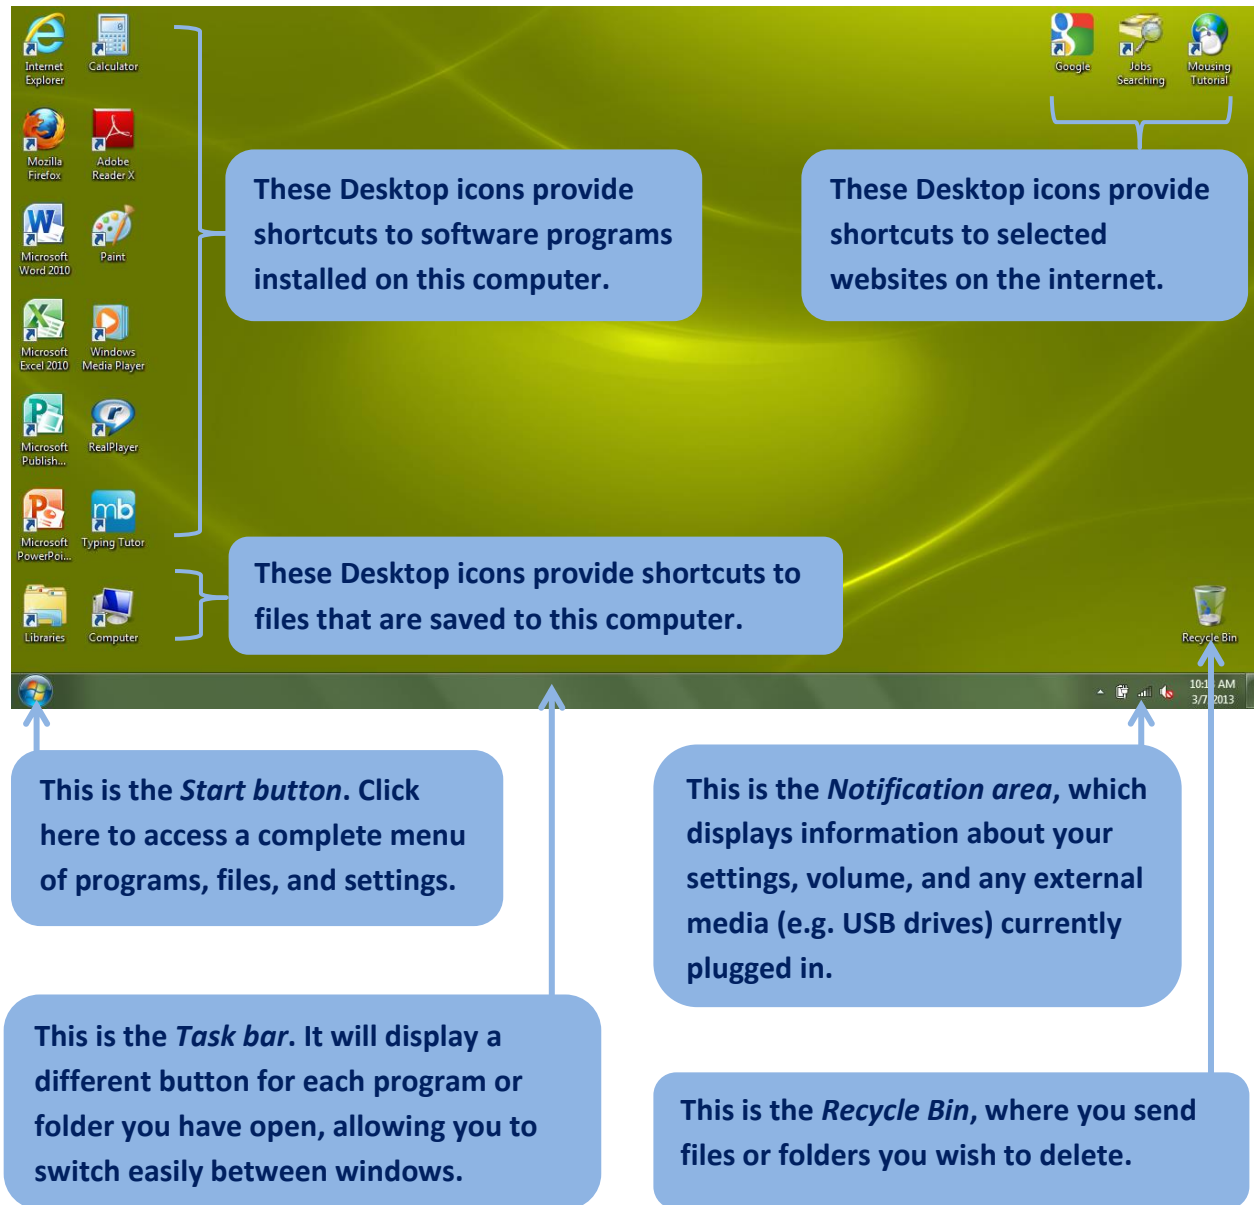 Internet
Explorer
Calculator
Google
Jobs
Searching
Mousing
Tutorial
Mozilla
Firefox
Adobe
Reader X
These Desktop icons provide
shortcuts to software programs
installed on this computer.
These Desktop icons provide
shortcuts to selected
websites on the internet.
Microsoft
Word 2010
Paint
Microsoft
Excel 2010
Windows
Media Player
Microsoft
Publish...
RealPlayer
Microsoft
PowerPoi...
mb
Typing Tutor
These Desktop icons provide shortcuts to
files that are saved to this computer.
Libraries
Computer
Recycle Bin
AM
This is the Start button. Click
here to access a complete menu
of programs, files, and settings.
This is the Notification area, which
displays information about your
settings, volume, and any external
media (e.g. USB drives) currently
plugged in.
This is the Task bar. It will display a
different button for each program or
folder you have open, allowing you to
switch easily between windows.
This is the Recycle Bin, where you send
files or folders you wish to delete.